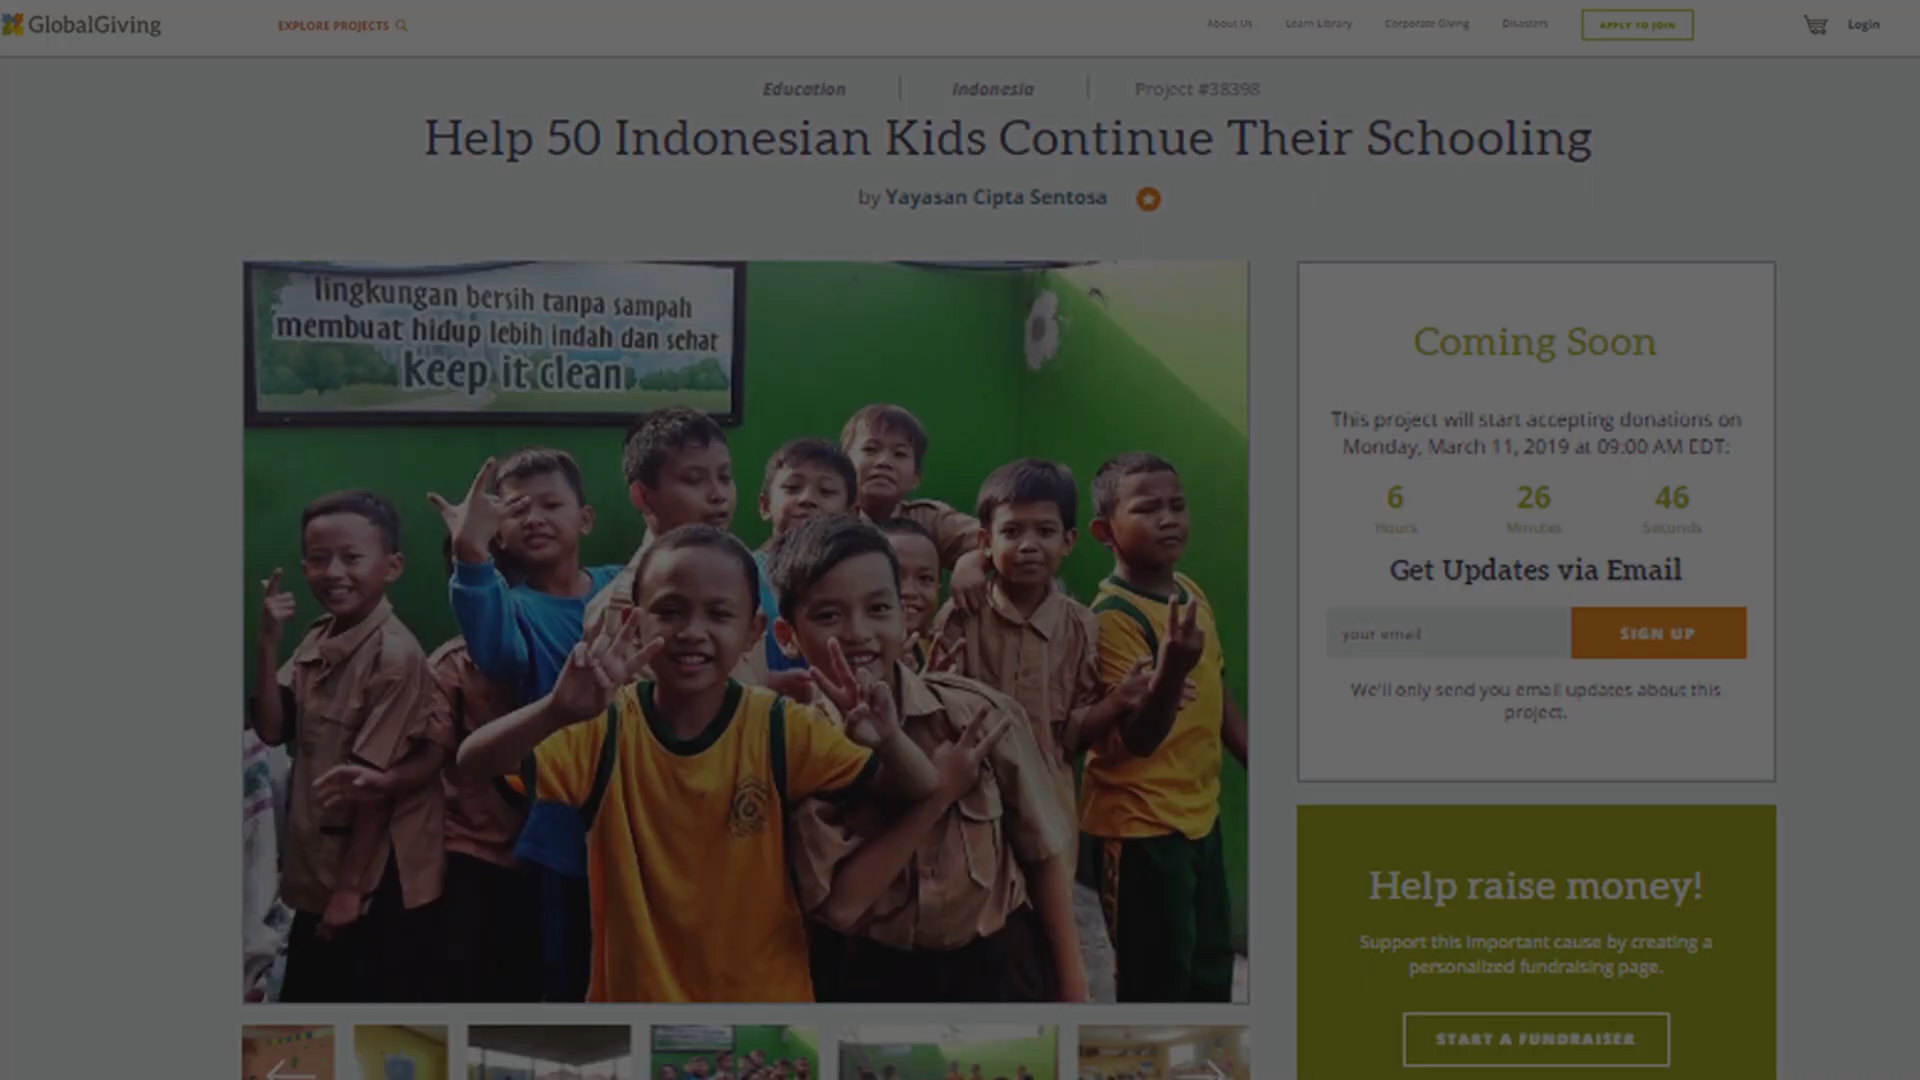 GlobalGiving
EXPLORE PROJECTS
About Us
Learn Library
Corporate Giving
Disasters
APPLY TO JOIN
Login
Education
Indonesia
Project #38398
Help 50 Indonesian Kids Continue Their Schooling
by Yayasan Cipta Sentosa
lingkungan bersih tanpa sampah
membuat hidup lebih indah dan sehat
keep it clean
Coming Soon
This project will start accepting donations on
Monday, March 11, 2019 at 09:00 AM EDT:
6 26 46
Hours Minutes Seconds
Get Updates via Email
your email
SIGN UP
We'll only send you email updates about this
project.
Help raise money!
Support this important cause by creating a
personalized fundraising page.
START A FUNDRAISER